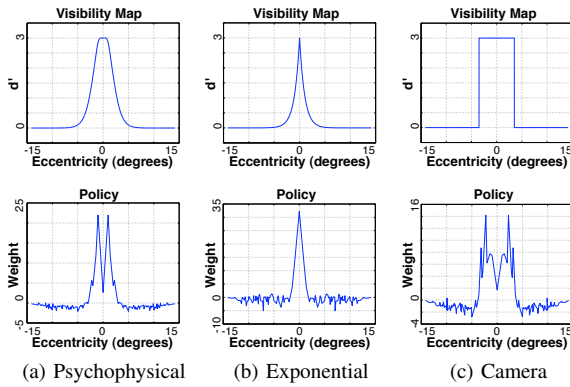 Visibility Map
Visibility Map
Visibility Map
d'
3
0
-15
0
15
Eccentricity (degrees)
d'
3
0
-15
0
15
Eccentricity (degrees)
d'
3
0
-15
0
15
Eccentricity (degrees)
Policy
Policy
Policy
Weight
25
0
-5
-15
0
15
Eccentricity (degrees)
Weight
35
0
-10
-15
0
15
Eccentricity (degrees)
Weight
16
0
-4
-15
0
15
Eccentricity (degrees)
(a) Psychophysical
(b) Exponential
(c) Camera